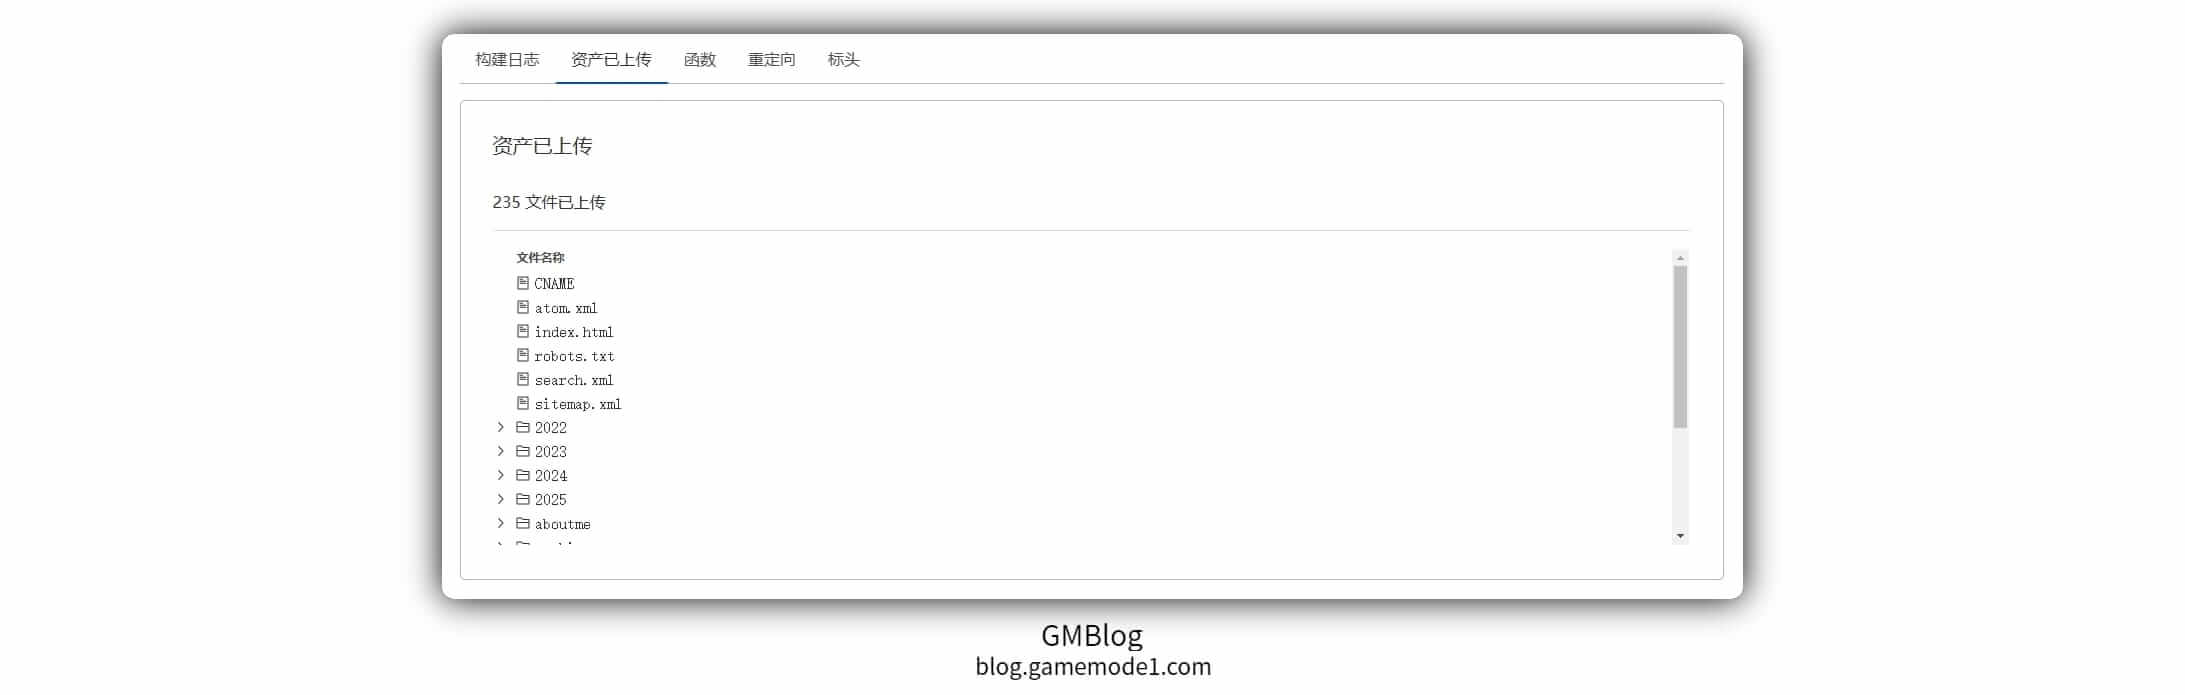 构建日志 资产已上传 函数 重定向 标头
资产已上传
235 文件已上传
文件名称
CNAME
atom.xml
index.html
robots.txt
search.xml
sitemap.xml
2022
2023
2024
2025
aboutme
GMBlog
blog.gamemode1.com